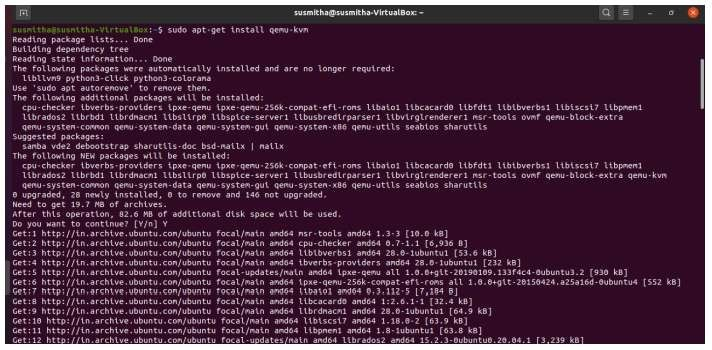 susmitha@susmitha-VirtualBox: ~
susmitha@susmitha-VirtualBox:~$ sudo apt-get install qemu-kvm
Reading package lists... Done
Building dependency tree
Reading state information... Done
The following packages were automatically installed and are no longer required:
libllvm9 python3-click python3-colorama
Use 'sudo apt autoremove' to remove them.
The following additional packages will be installed:
cpu-checker ibverbs-providers ipxe-qemu ipxe-qemu-256k-compat-efi-roms libaio1 libcacard0 libfdt1 libibverbs1 libiscsi7 libpmem1
librados2 librbd1 librdmacm1 libslirp0 libspice-server1 libusbredirparser1 libvirglrenderer1 msr-tools ovmf qemu-block-extra
qemu-system-common qemu-system-data qemu-system-gui qemu-system-x86 qemu-utils seabios sharutils
Suggested packages:
samba vde2 debootstrap sharutils-doc bsd-mailx | mailx
The following NEW packages will be installed:
cpu-checker ibverbs-providers ipxe-qemu ipxe-qemu-256k-compat-efi-roms libaio1 libcacard0 libfdt1 libibverbs1 libiscsi7 libpmem1
librados2 librbd1 librdmacm1 libslirp0 libspice-server1 libusbredirparser1 libvirglrenderer1 msr-tools ovmf qemu-block-extra qemu-kvm
qemu-system-common qemu-system-data qemu-system-gui qemu-system-x86 qemu-utils seabios sharutils
0 upgraded, 28 newly installed, 0 to remove and 146 not upgraded.
Need to get 19.7 MB of archives.
After this operation, 82.6 MB of additional disk space will be used.
Do you want to continue? [Y/n] Y
Get:1 http://in.archive.ubuntu.com/ubuntu focal/main amd64 msr-tools amd64 1.3-3 [10.0 kB]
Get:2 http://in.archive.ubuntu.com/ubuntu focal/main amd64 cpu-checker amd64 0.7-1.1 [6,936 B]
Get:3 http://in.archive.ubuntu.com/ubuntu focal/main amd64 libibverbs1 amd64 28.0-1ubuntu1 [53.6 kB]
Get:4 http://in.archive.ubuntu.com/ubuntu focal/main amd64 ibverbs-providers amd64 28.0-1ubuntu1 [232 kB]
Get:5 http://in.archive.ubuntu.com/ubuntu focal-updates/main amd64 ipxe-qemu all 1.0.0+git-20190109.133f4c4-0ubuntu3.2 [930 kB]
Get:6 http://in.archive.ubuntu.com/ubuntu focal/main amd64 ipxe-qemu-256k-compat-efi-roms all 1.0.0+git-20150424.a25a16d-0ubuntu4 [552 kB]
Get:7 http://in.archive.ubuntu.com/ubuntu focal/main amd64 libaio1 amd64 0.3.112-5 [7,184 B]
Get:8 http://in.archive.ubuntu.com/ubuntu focal/main amd64 libcacard0 amd64 1:2.6.1-1 [32.4 kB]
Get:9 http://in.archive.ubuntu.com/ubuntu focal/main amd64 librdmacm1 amd64 28.0-1ubuntu1 [64.9 kB]
Get:10 http://in.archive.ubuntu.com/ubuntu focal/main amd64 libiscsi7 amd64 1.18.0-2 [63.9 kB]
Get:11 http://in.archive.ubuntu.com/ubuntu focal/main amd64 libpmem1 amd64 1.8-1ubuntu1 [63.8 kB]
Get:12 http://in.archive.ubuntu.com/ubuntu focal-updates/main amd64 librados2 amd64 15.2.3-0ubuntu0.20.04.1 [3,239 kB]